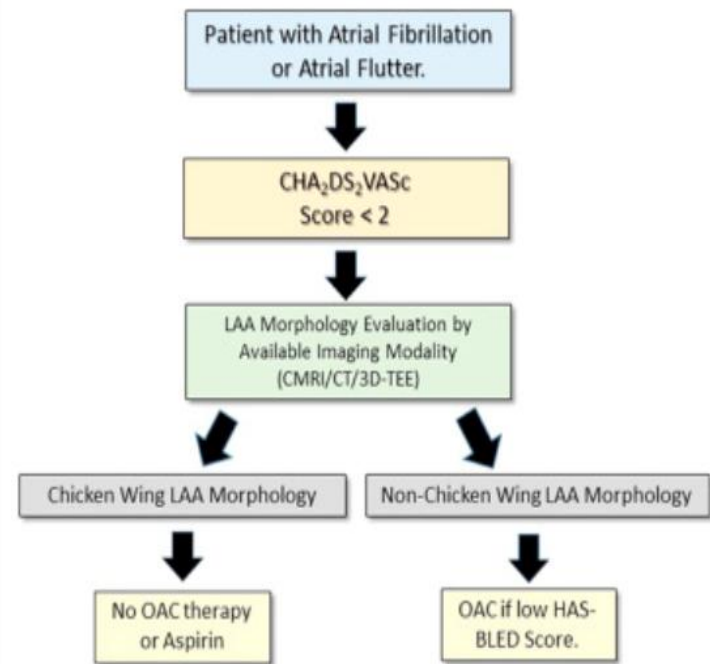 Patient with Atrial Fibrillation
or Atrial Flutter.
CHA₂DS₂VASc
Score < 2
LAA Morphology Evaluation by
Available Imaging Modality
(CMRI/CT/3D-TEE)
Chicken Wing LAA Morphology
Non-Chicken Wing LAA Morphology
No OAC therapy
or Aspirin
OAC if low HAS-
BLED Score.